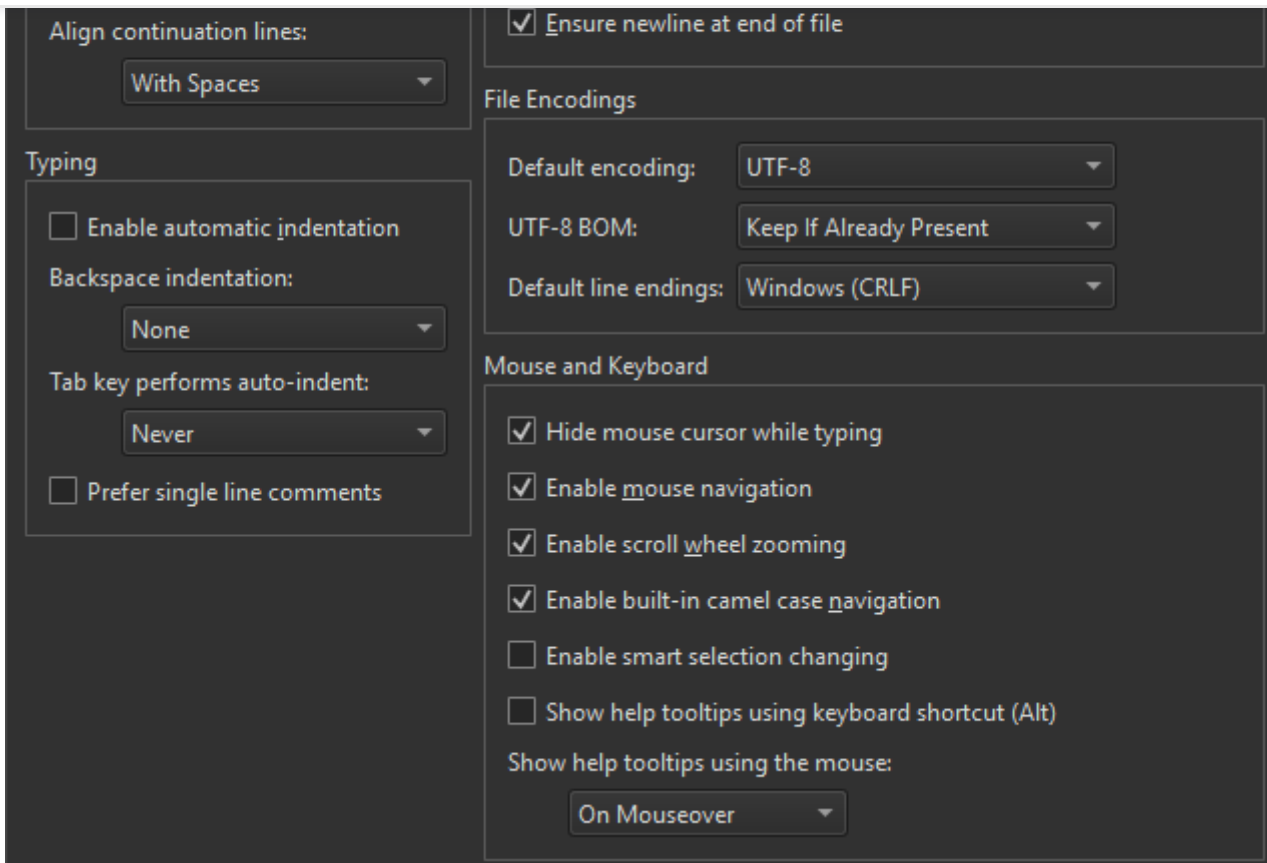 Align continuation lines:
With Spaces
Typing
Enable automatic indentation
Backspace indentation:
None
Tab key performs auto-indent:
Never
Prefer single line comments
Ensure newline at end of file
File Encodings
Default encoding: UTF-8
UTF-8 BOM: Keep If Already Present
Default line endings: Windows (CRLF)
Mouse and Keyboard
Hide mouse cursor while typing
Enable mouse navigation
Enable scroll wheel zooming
Enable built-in camel case navigation
Enable smart selection changing
Show help tooltips using keyboard shortcut (Alt)
Show help tooltips using the mouse:
On Mouseover